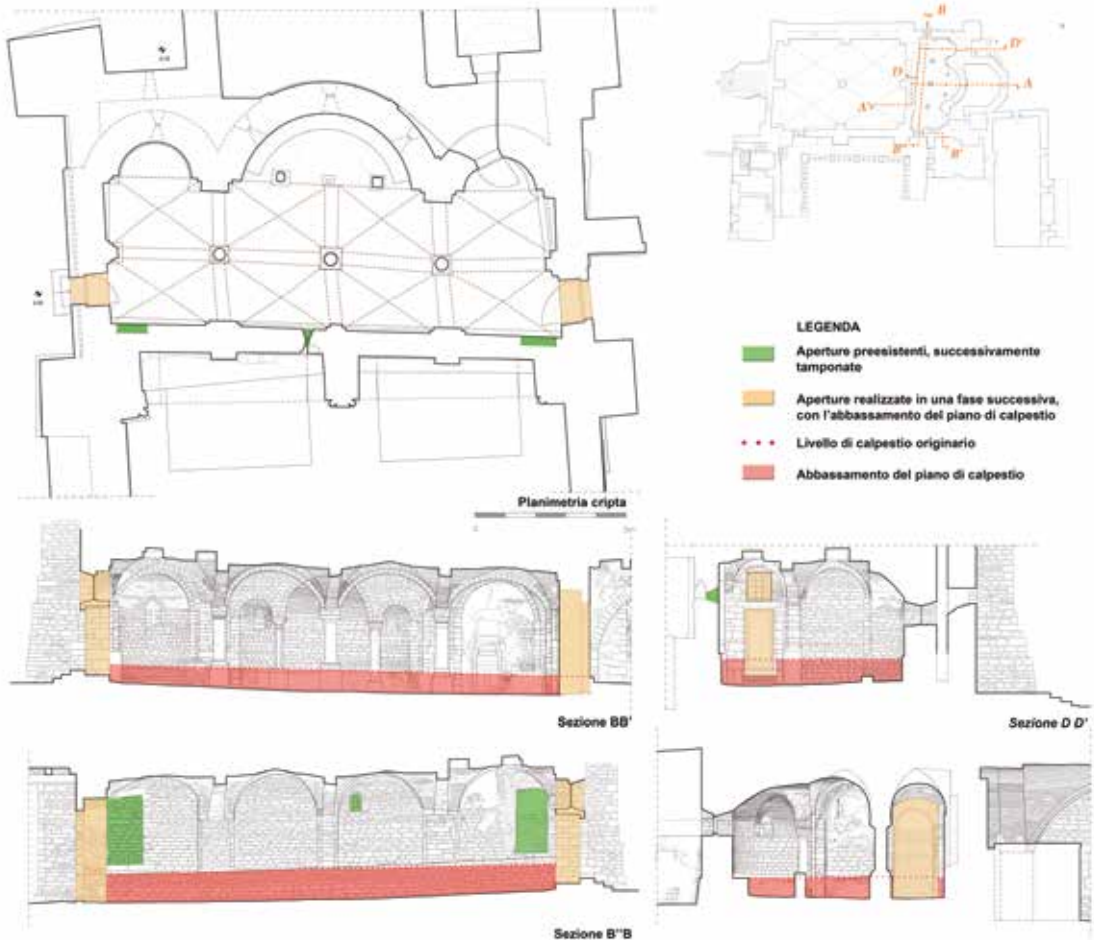 B
D'
D
A
A'
B''
B'
LEGENDA
Aperture preesistenti, successivamente
tamponate
Aperture realizzate in una fase successiva,
con l'abbassamento del piano di calpestio
Livello di calpestio originario
Abbassamento del piano di calpestio
Planimetria cripta
0
Sezione BB'
Sezione D D'
Sezione B''B